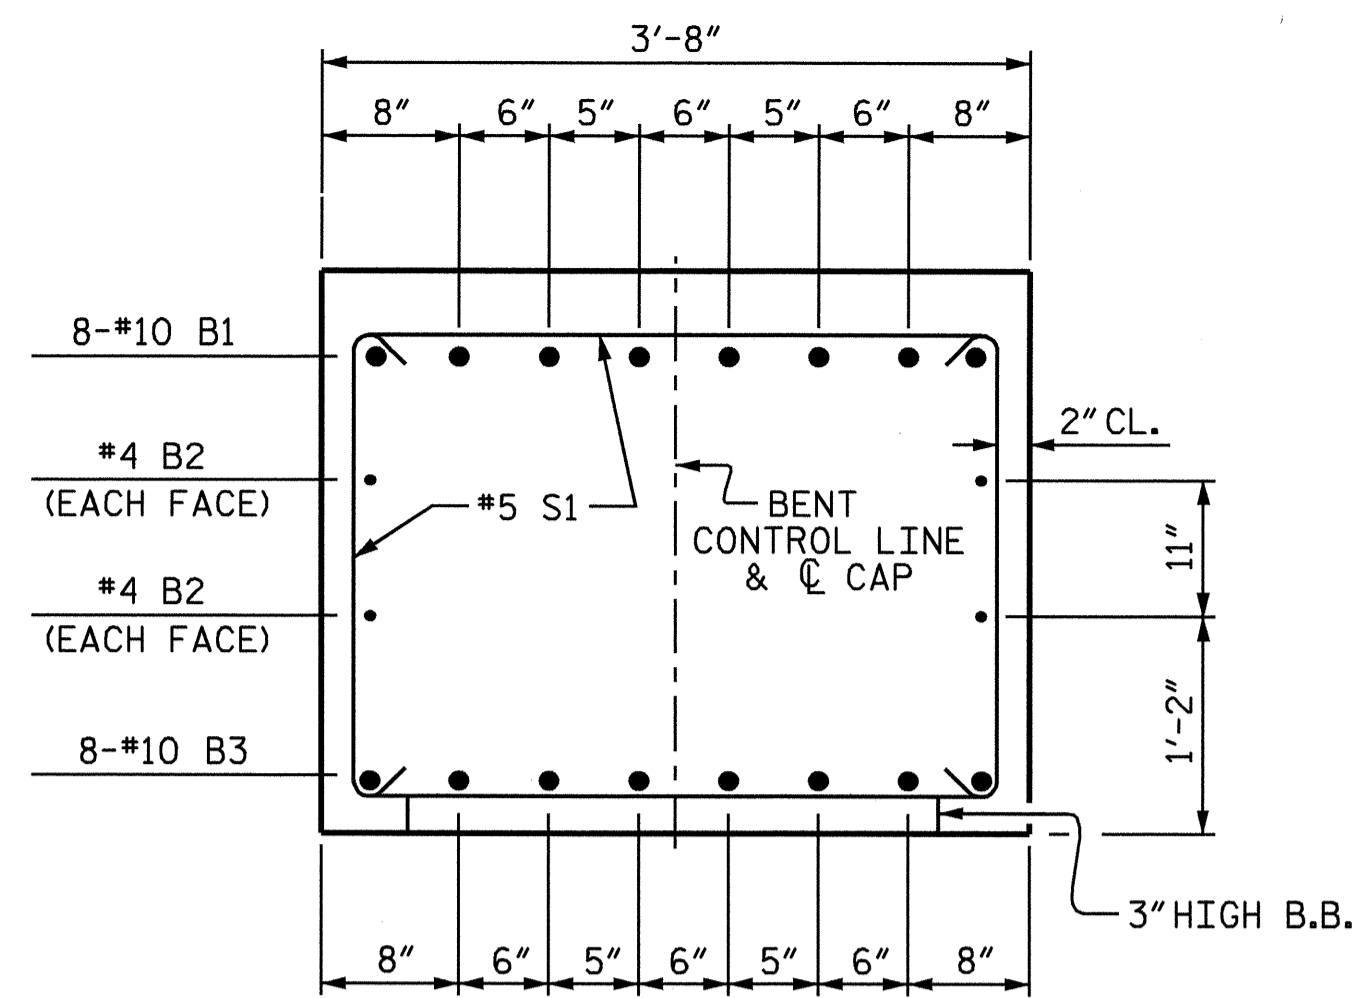 3'-8"
8" 6" 5" 6" 5" 6" 8"
8-#10 B1
#4 B2
(EACH FACE)
2" CL.
#5 S1
BENT
CONTROL LINE
& ℄ CAP
11"
#4 B2
(EACH FACE)
1'-2"
8-#10 B3
3" HIGH B.B.
8" 6" 5" 6" 5" 6" 8"